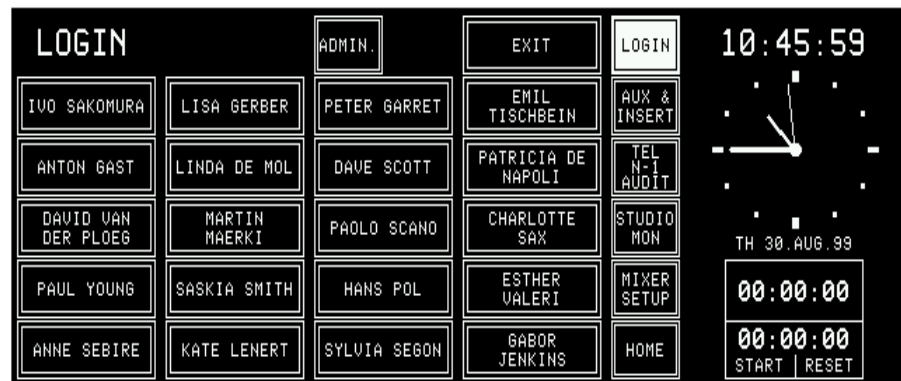 LOGIN
ADMIN.
EXIT
LOGIN
10:45:59
IVO SAKOMURA
LISA GERBER
PETER GARRET
EMIL
TISCHBEIN
AUX &
INSERT
ANTON GAST
LINDA DE MOL
DAVE SCOTT
PATRICIA DE
NAPOLI
TEL
N-1
AUDIT
DAVID VAN
DER PLOEG
MARTIN
MAERKI
PAOLO SCANO
CHARLOTTE
SAX
STUDIO
MON
TH 30.AUG.99
PAUL YOUNG
SASKIA SMITH
HANS POL
ESTHER
VALERI
MIXER
SETUP
00:00:00
ANNE SEBIRE
KATE LENERT
SYLVIA SEGON
GABOR
JENKINS
HOME
00:00:00
START | RESET